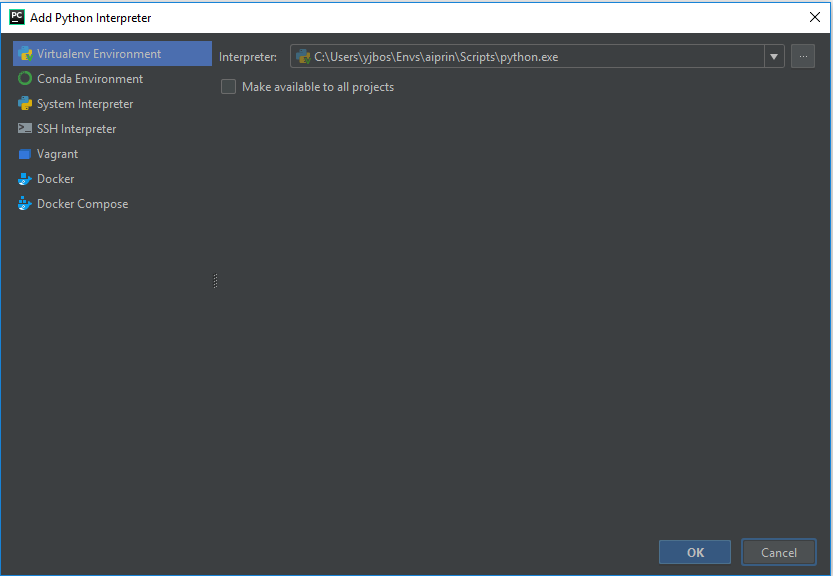 PC Add Python Interpreter
Virtualenv Environment
Conda Environment
System Interpreter
SSH Interpreter
Vagrant
Docker
Docker Compose
Interpreter: C:\Users\yjbos\Envs\aiprin\Scripts\python.exe ...
Make available to all projects
OK Cancel